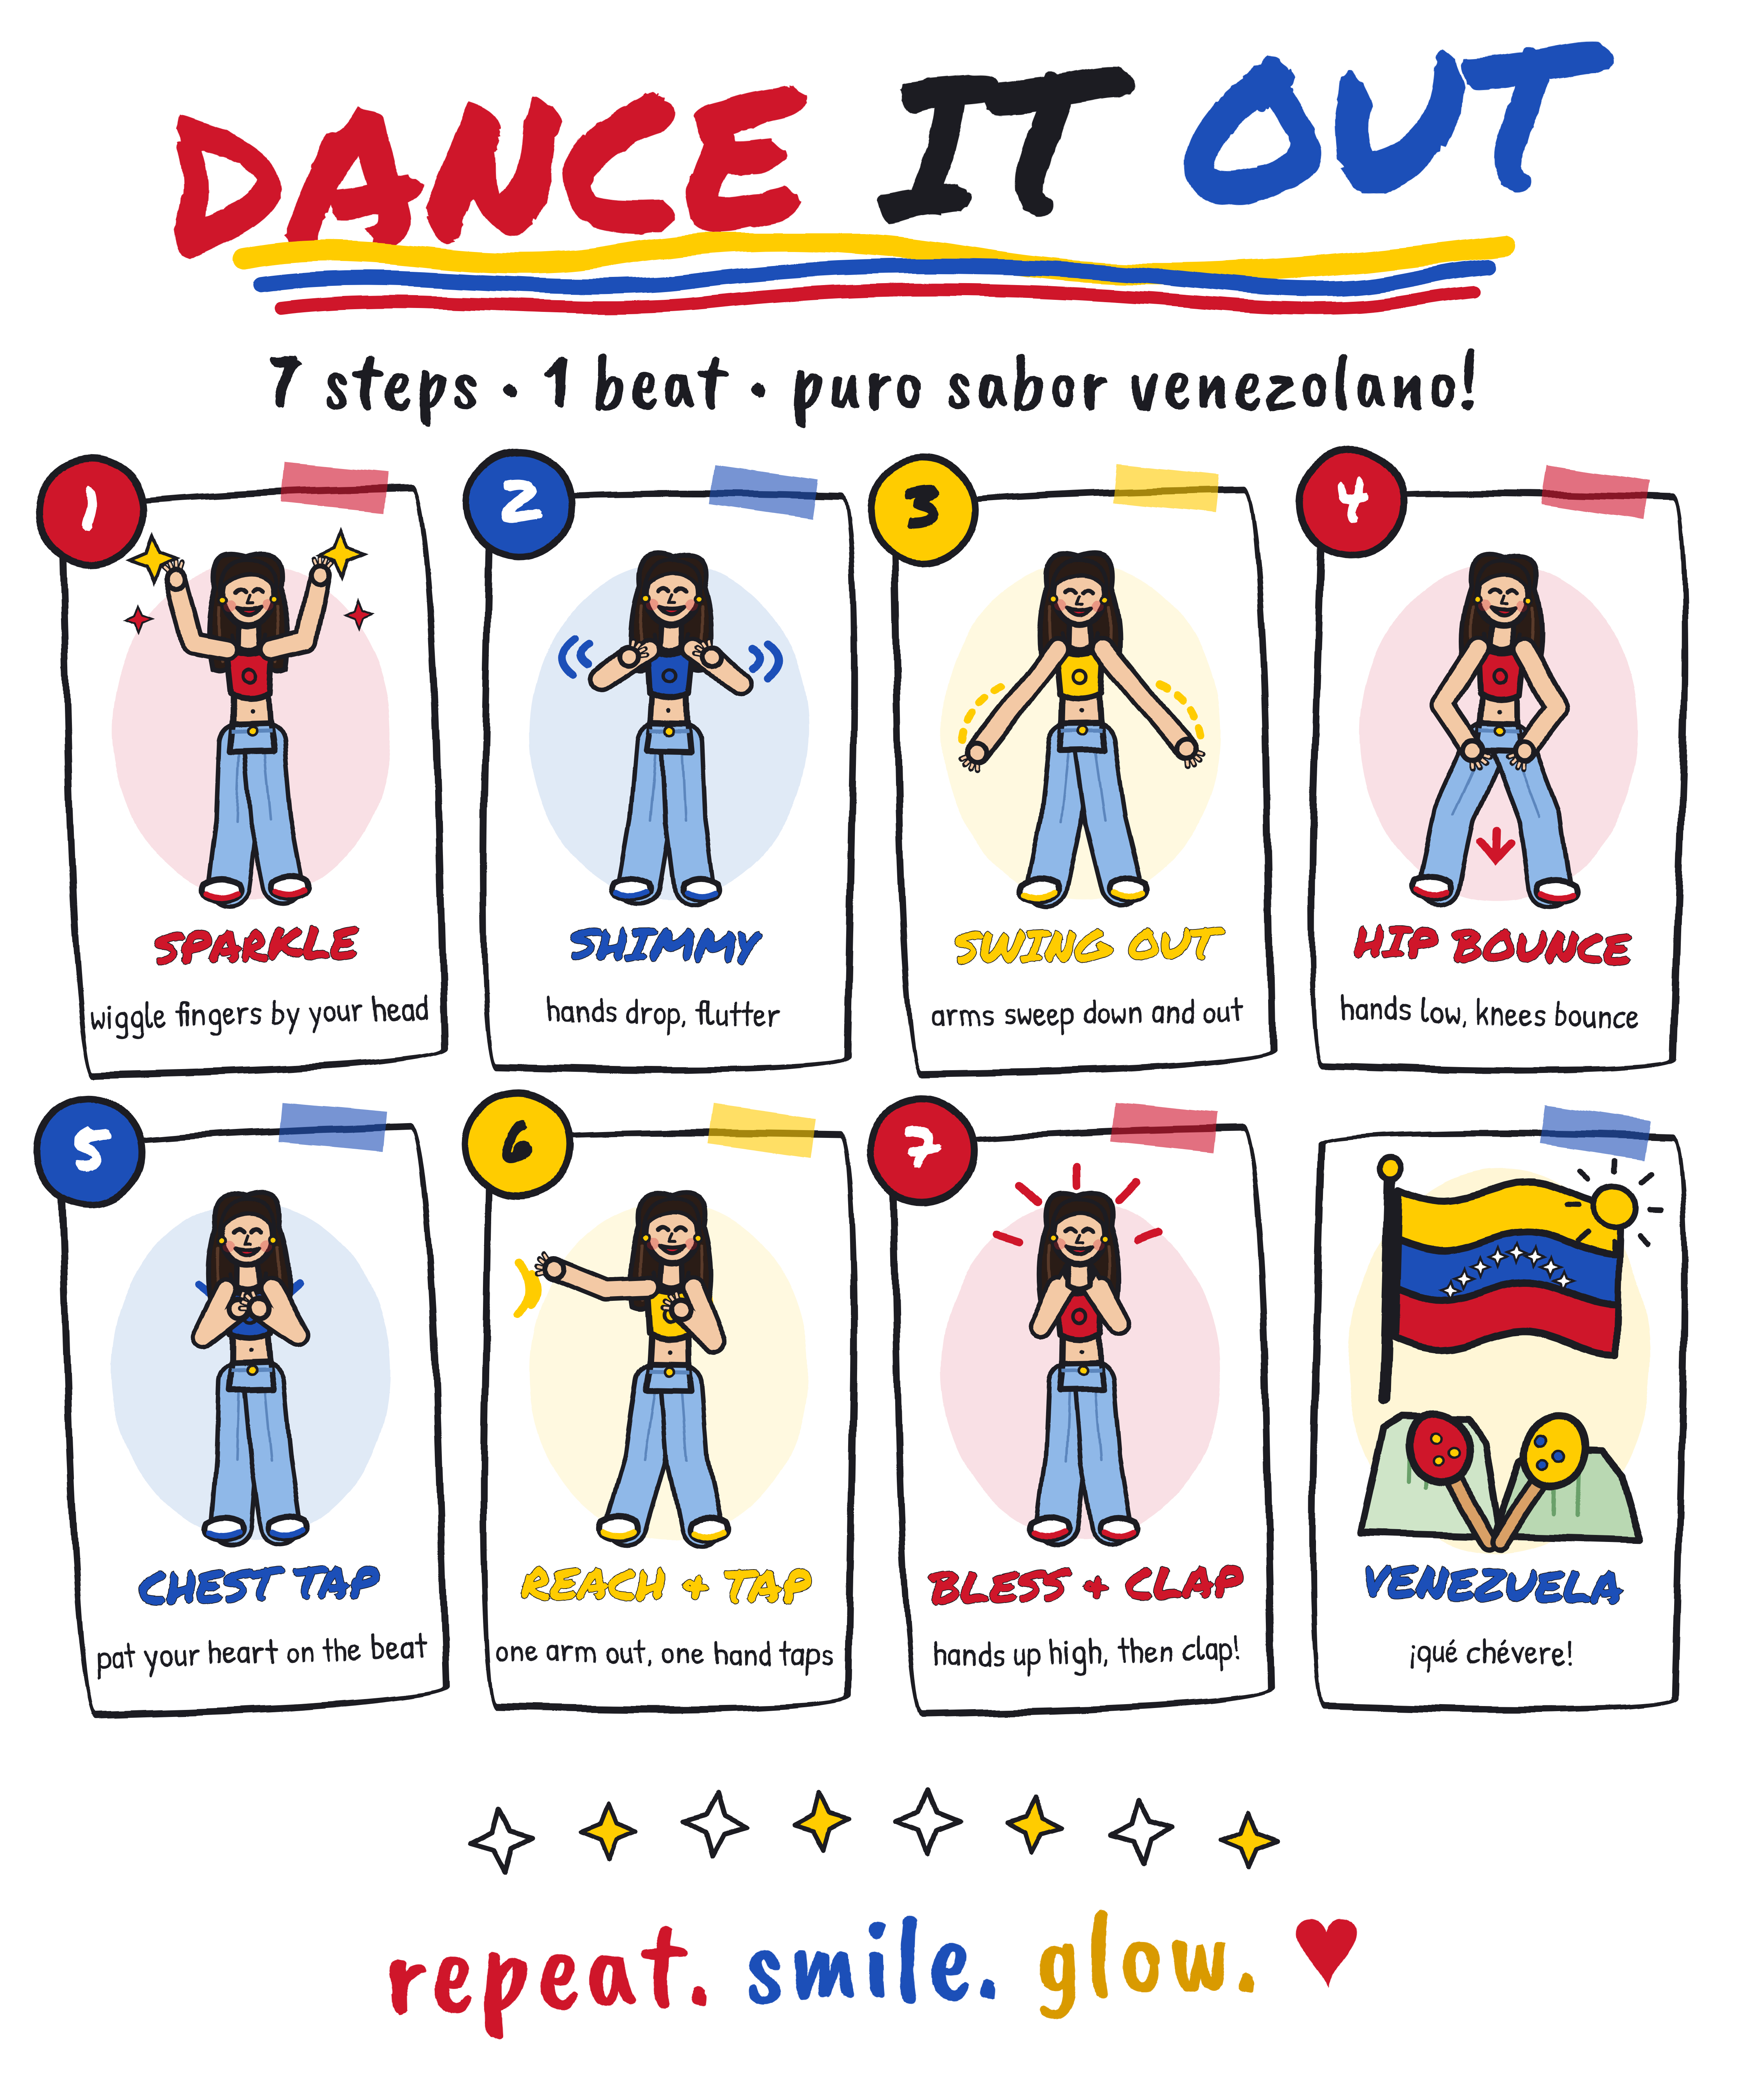 DANCE IT OUT
7 steps · 1 beat · puro sabor venezolano!
1
SPARKLE
wiggle fingers by your head
2
SHIMMY
hands drop, flutter
3
SWING OUT
arms sweep down and out
4
HIP BOUNCE
hands low, knees bounce
5
CHEST TAP
pat your heart on the beat
6
REACH + TAP
one arm out, one hand taps
7
BLESS + CLAP
hands up high, then clap!
VENEZUELA
¡qué chévere!
repeat. smile. glow. ♥